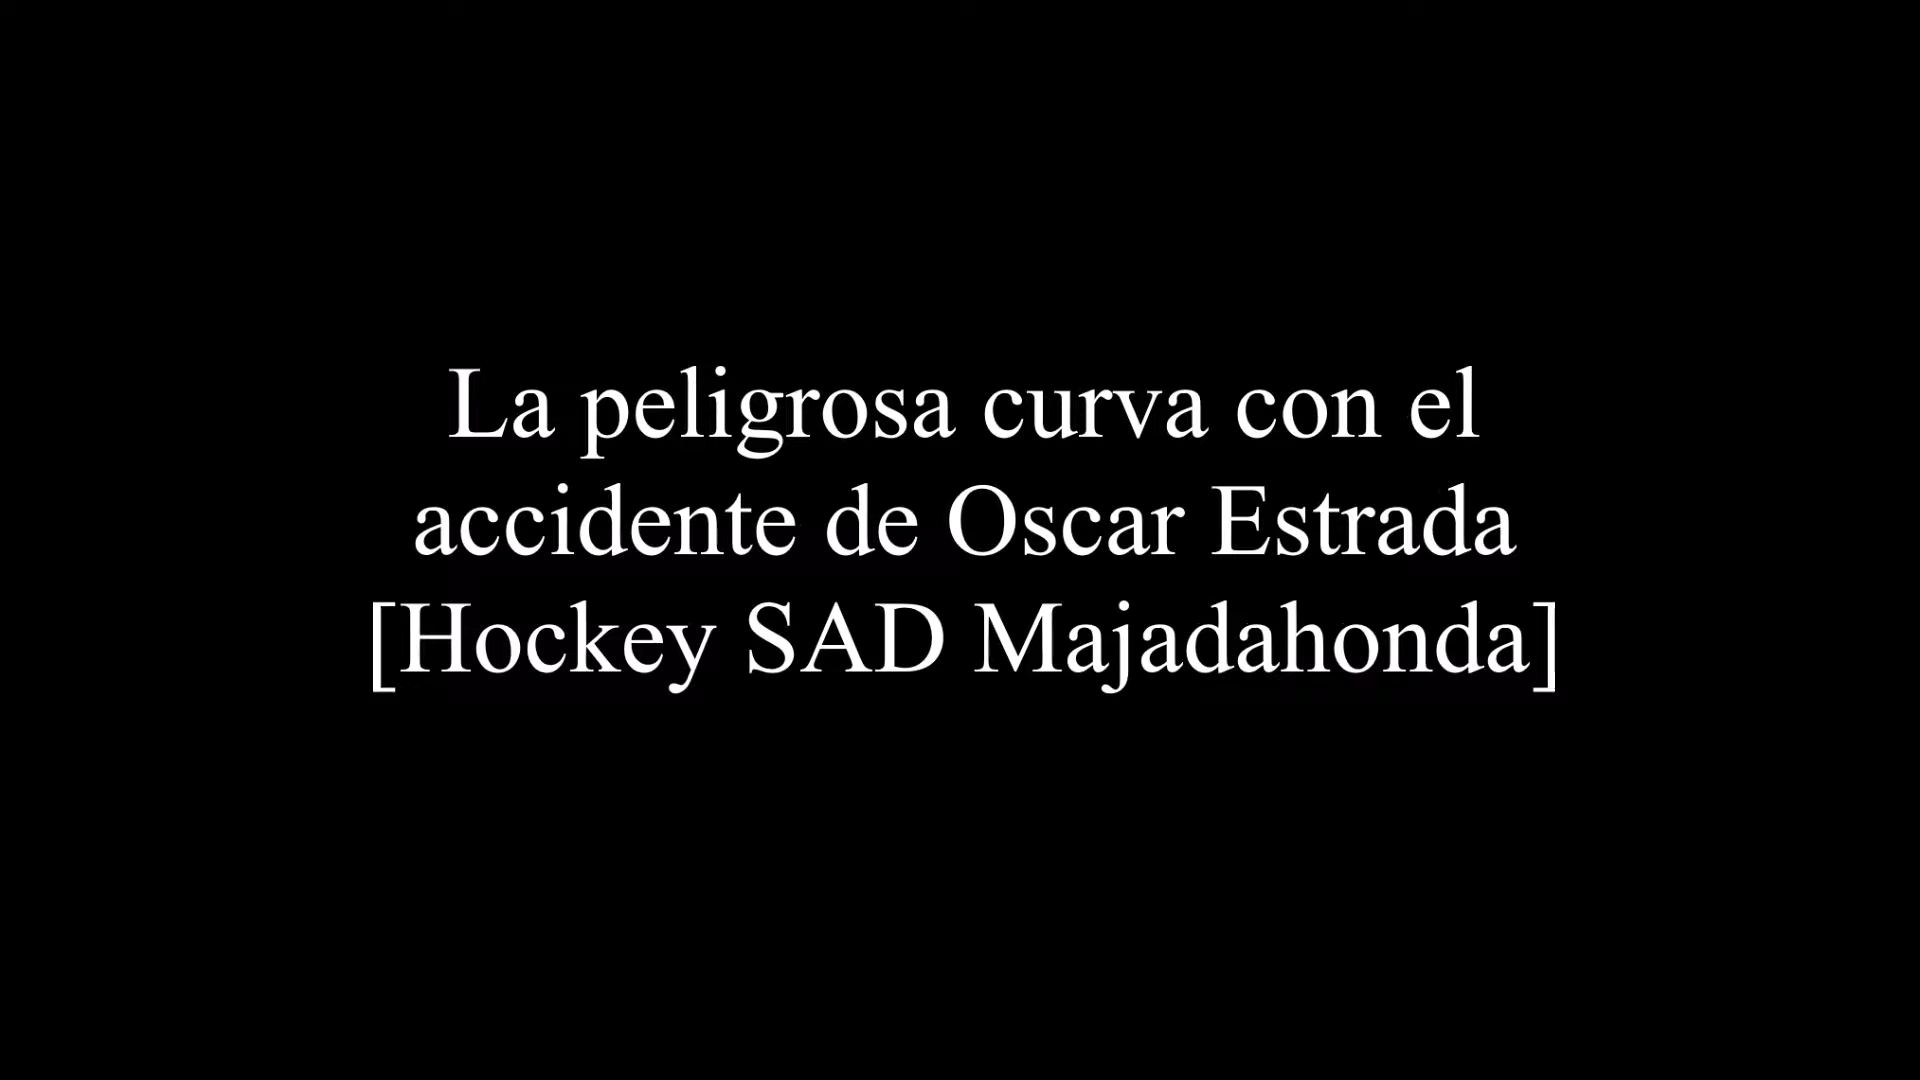 La peligrosa curva con el
accidente de Oscar Estrada
[Hockey SAD Majadahonda]